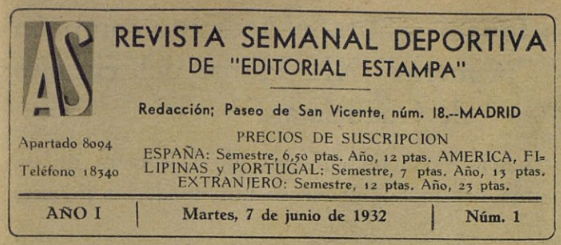 AS
REVISTA SEMANAL DEPORTIVA
DE "EDITORIAL ESTAMPA"
Redacción; Paseo de San Vicente, núm. 18.--MADRID
Apartado 8094
Teléfono 18340
PRECIOS DE SUSCRIPCION
ESPAÑA: Semestre, 6,50 ptas. Año, 12 ptas. AMERICA, FI=
LIPINAS y PORTUGAL: Semestre, 7 ptas. Año, 13 ptas.
EXTRANJERO: Semestre, 12 ptas. Año, 23 ptas.
AÑO I | Martes, 7 de junio de 1932 | Núm. 1